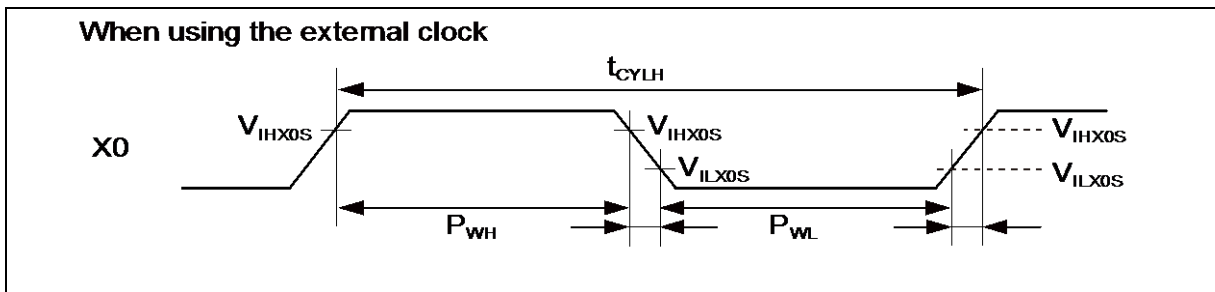 When using the external clock
tCYLH
VIHX0S
VIHX0S
VIHX0S
X0
VILX0S
VILX0S
PWH
PWL